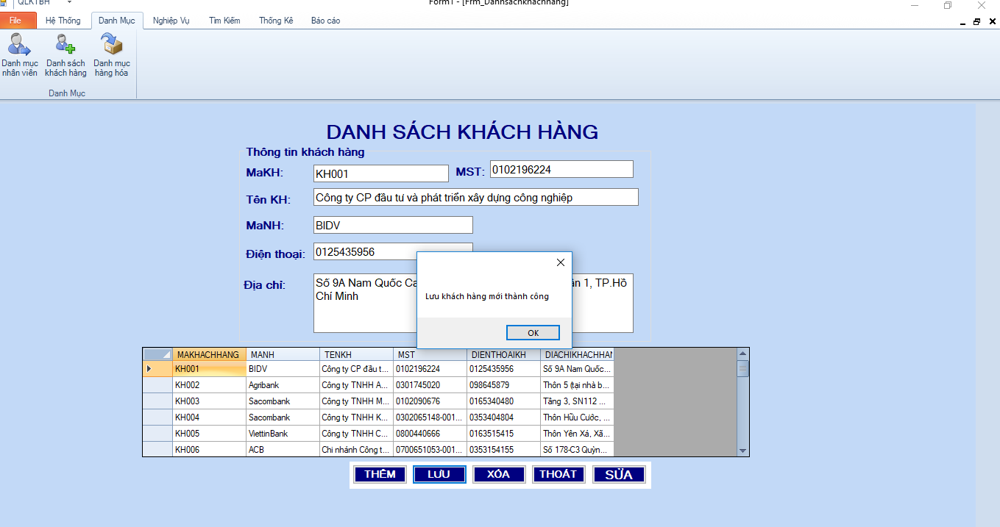 QLKTBH
Form1 - [Frm_Danhsachkhachhang]
File Hệ Thống Danh Mục Nghiệp Vụ Tìm Kiếm Thống Kê Báo cáo
Danh mục nhân viên
Danh sách khách hàng
Danh mục hàng hóa
Danh Mục
DANH SÁCH KHÁCH HÀNG
Thông tin khách hàng
MaKH: KH001 MST: 0102196224
Tên KH: Công ty CP đầu tư và phát triển xây dựng công nghiệp
MaNH: BIDV
Điện thoại: 0125435956
Địa chỉ: Số 9A Nam Quốc Ca 1, TP.Hồ
Chí Minh
Lưu khách hàng mới thành công
OK
MAKHACHHANG MANH TENKH MST DIENTHOAIKH DIACHIKHACHHAN
KH001 BIDV Công ty CP đầu t... 0102196224 0125435956 Số 9A Nam Quốc...
KH002 Agribank Công ty TNHH A... 0301745020 098645879 Thôn 5 (tại nhà b...
KH003 Sacombank Công ty TNHH M... 0102090676 0165340480 Tầng 3, SN112 ...
KH004 Sacombank Công ty TNHH K... 0302065148-001... 0353404804 Thôn Hữu Cước, ...
KH005 ViettinBank Công ty TNHH C... 0800440666 0163515415 Thôn Yên Xá, Xã...
KH006 ACB Chi nhánh Công t... 0700651053-001... 0353154155 Số 178-C3 Quỳn...
THÊM LƯU XÓA THOÁT SỮA